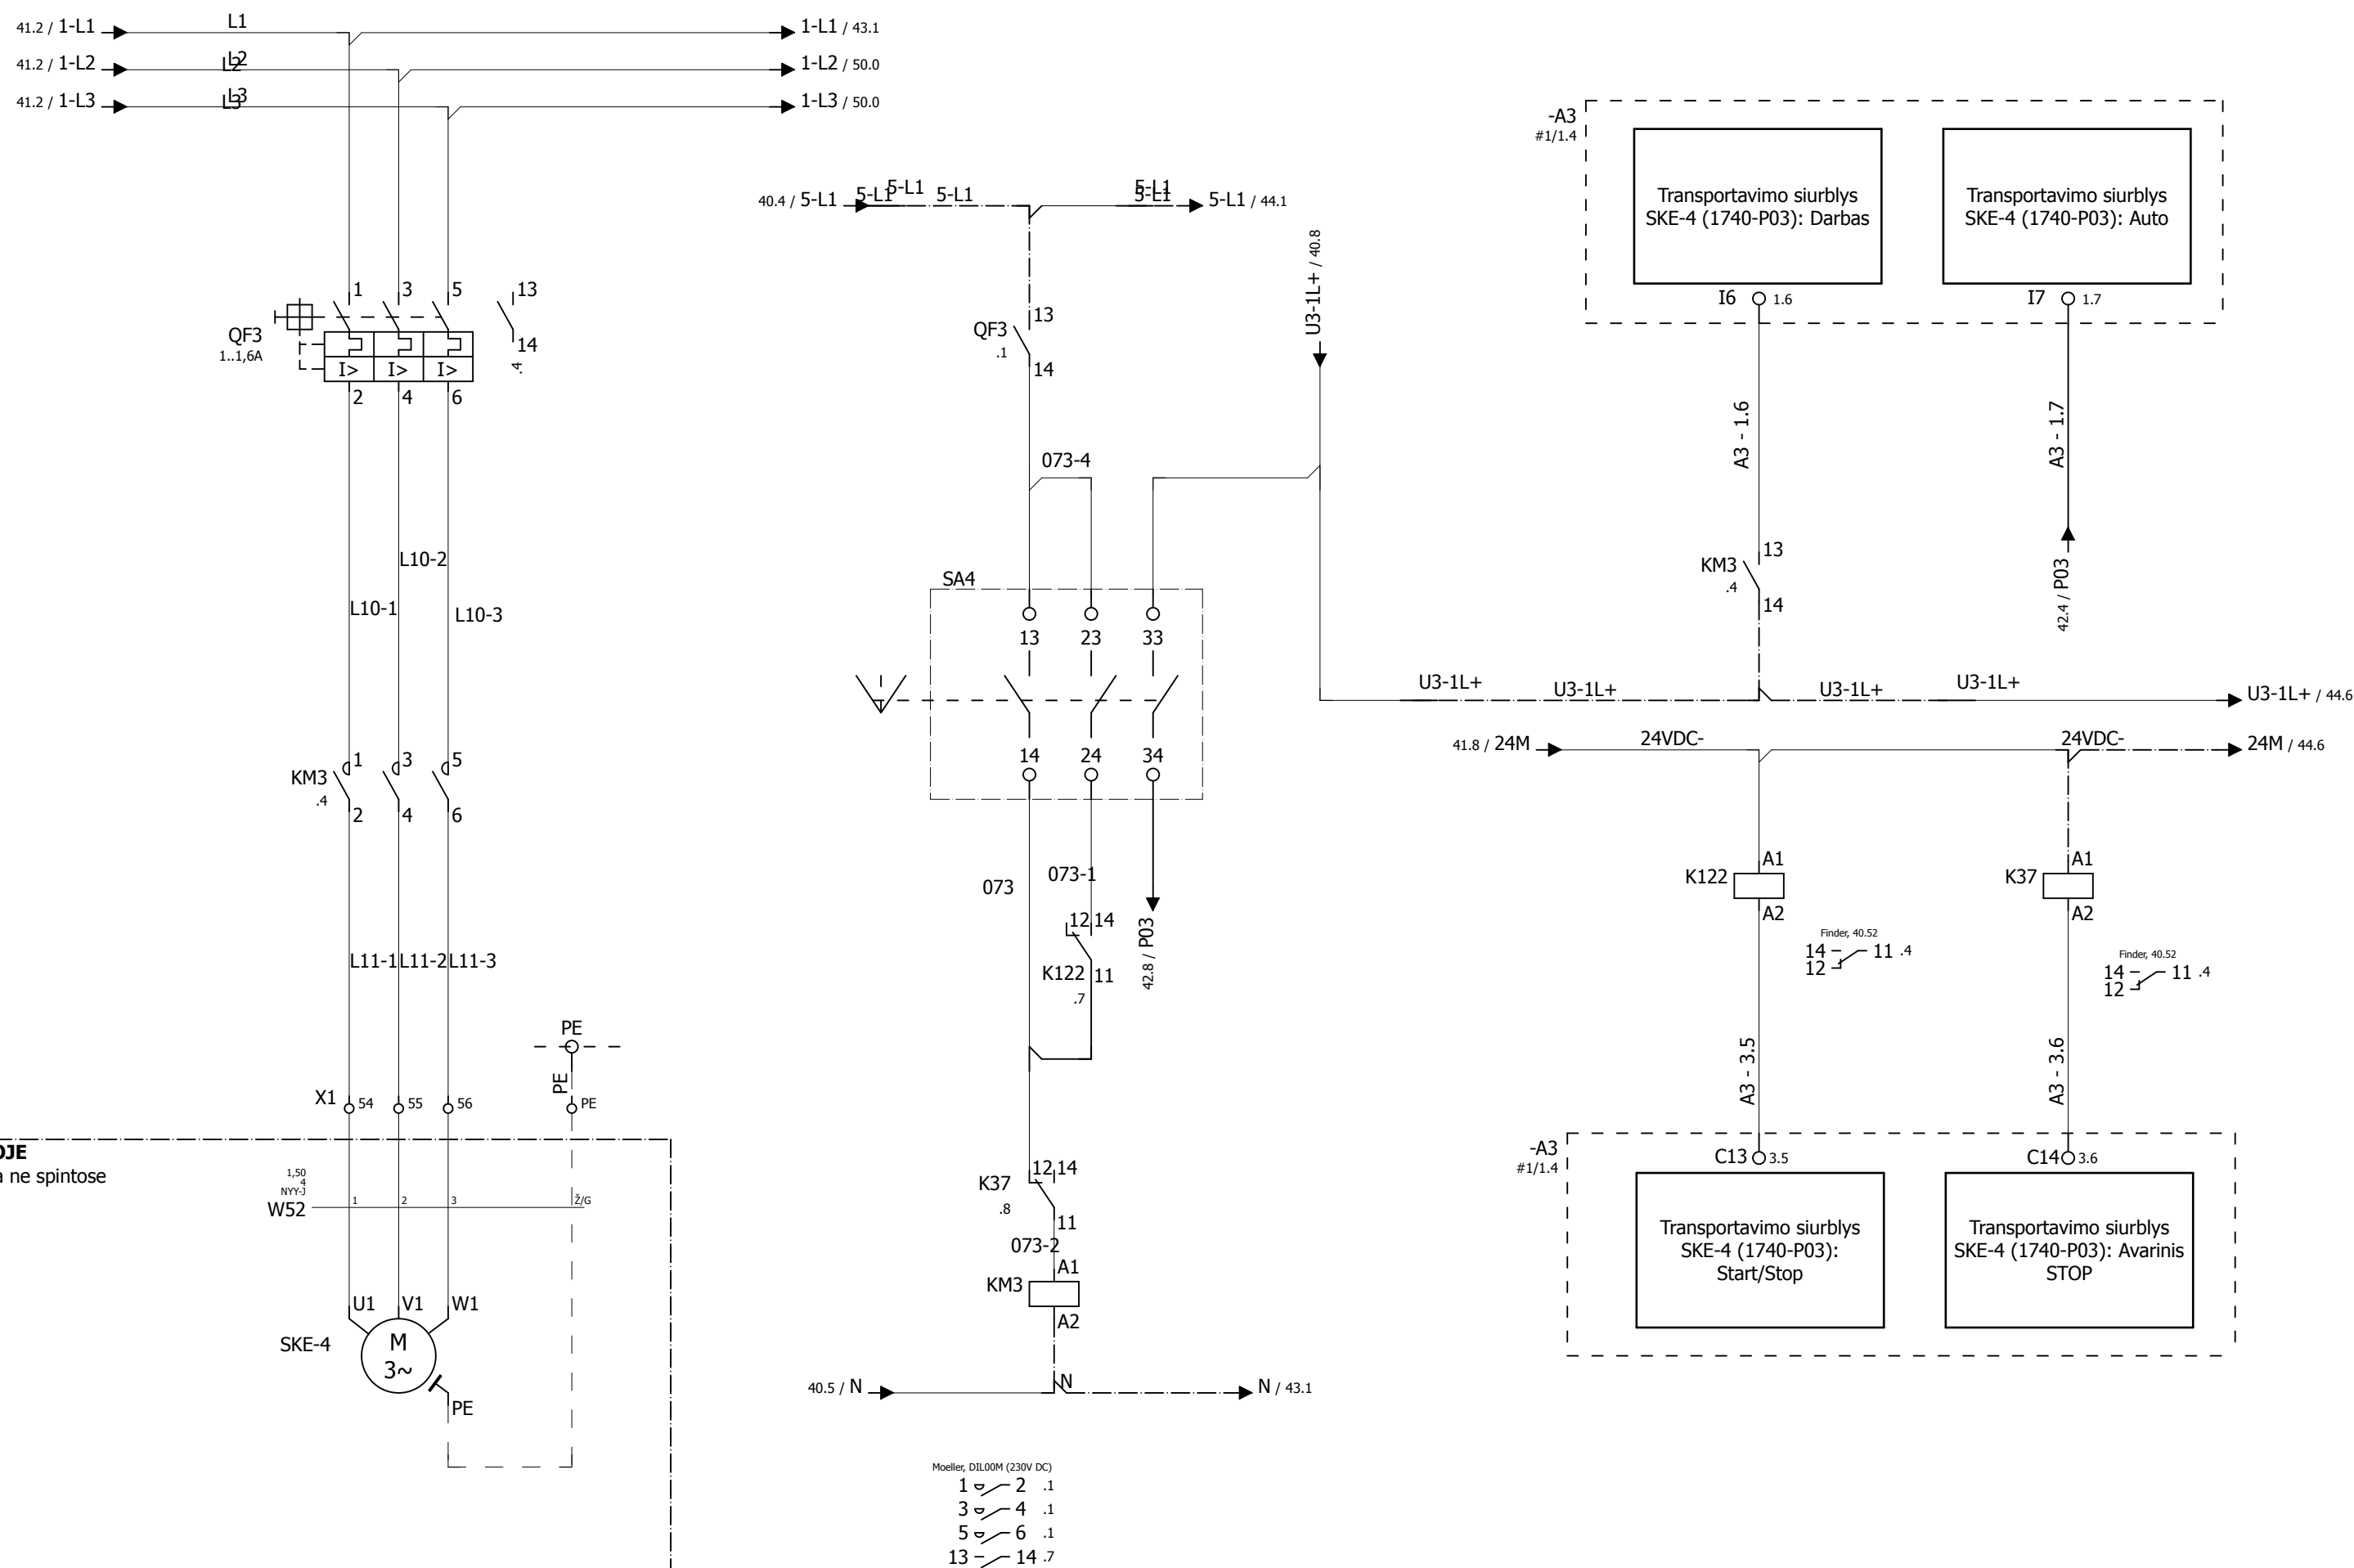 41.2 / 1-L1
L1
1-L1 / 43.1
41.2 / 1-L2
L2
L2
1-L2 / 50.0
41.2 / 1-L3
L3
L3
1-L3 / 50.0
QF3
1..1,6A
1
3
5
13
14
.4
I>
I>
I>
2
4
6
L10-2
L10-1
L10-3
KM3
.4
1
3
5
2
4
6
L11-1
L11-2
L11-3
PE
PE
X1
54
55
56
PE
OJE
a ne spintose
1,50
4
NYY-J
W52
1
2
3
Ž/G
U1
V1
W1
SKE-4
M
3~
PE
40.4 / 5-L1
5-L1
5-L1
5-L1
5-L1
5-L1
5-L1 / 44.1
QF3
.1
13
14
U3-1L+ / 40.8
073-4
SA4
13
23
33
14
24
34
073
073-1
12
14
K122
.7
11
42.8 / P03
K37
.8
12
14
11
073-2
KM3
A1
A2
40.5 / N
N
N / 43.1
Moeller, DIL00M (230V DC)
1 2 .1
3 4 .1
5 6 .1
13 14 .7
-A3
#1/1.4
Transportavimo siurblys
SKE-4 (1740-P03): Darbas
Transportavimo siurblys
SKE-4 (1740-P03): Auto
I6
1.6
I7
1.7
A3 - 1.6
A3 - 1.7
KM3
.4
13
14
42.4 / P03
U3-1L+
U3-1L+
U3-1L+
U3-1L+
U3-1L+ / 44.6
41.8 / 24M
24VDC-
24VDC-
24M / 44.6
K122
A1
A2
K37
A1
A2
Finder, 40.52
14 11 .4
12
Finder, 40.52
14 11 .4
12
A3 - 3.5
A3 - 3.6
-A3
#1/1.4
C13
3.5
C14
3.6
Transportavimo siurblys
SKE-4 (1740-P03):
Start/Stop
Transportavimo siurblys
SKE-4 (1740-P03): Avarinis
STOP